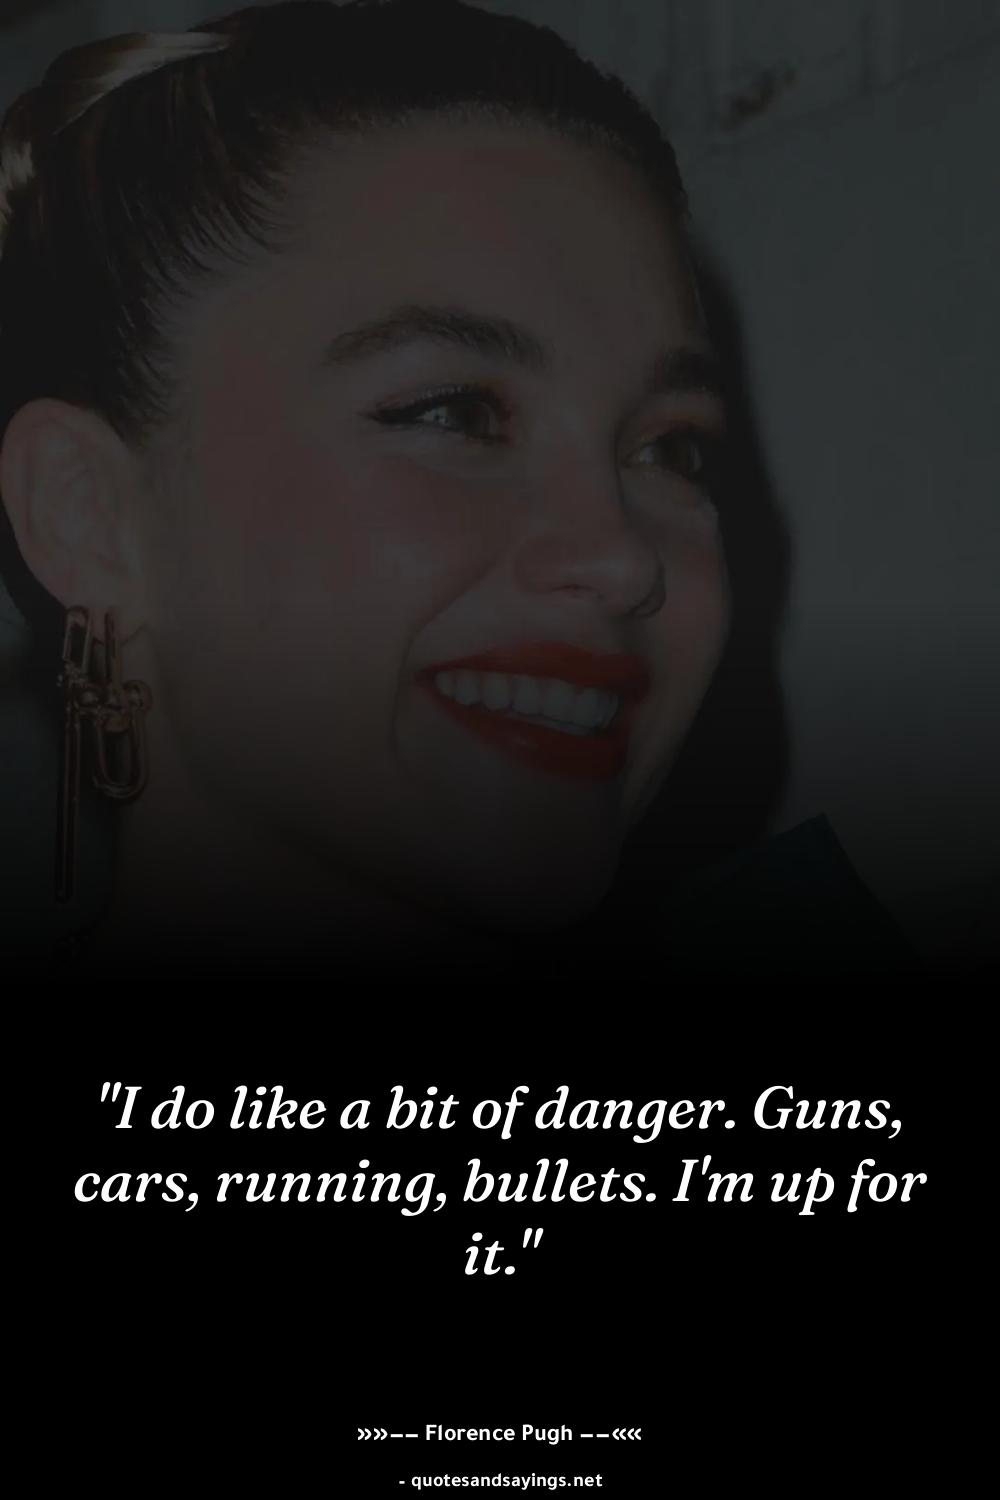 "I do like a bit of danger. Guns,
cars, running, bullets. I'm up for
it."
»»−− Florence Pugh −−««
- quotesandsayings.net